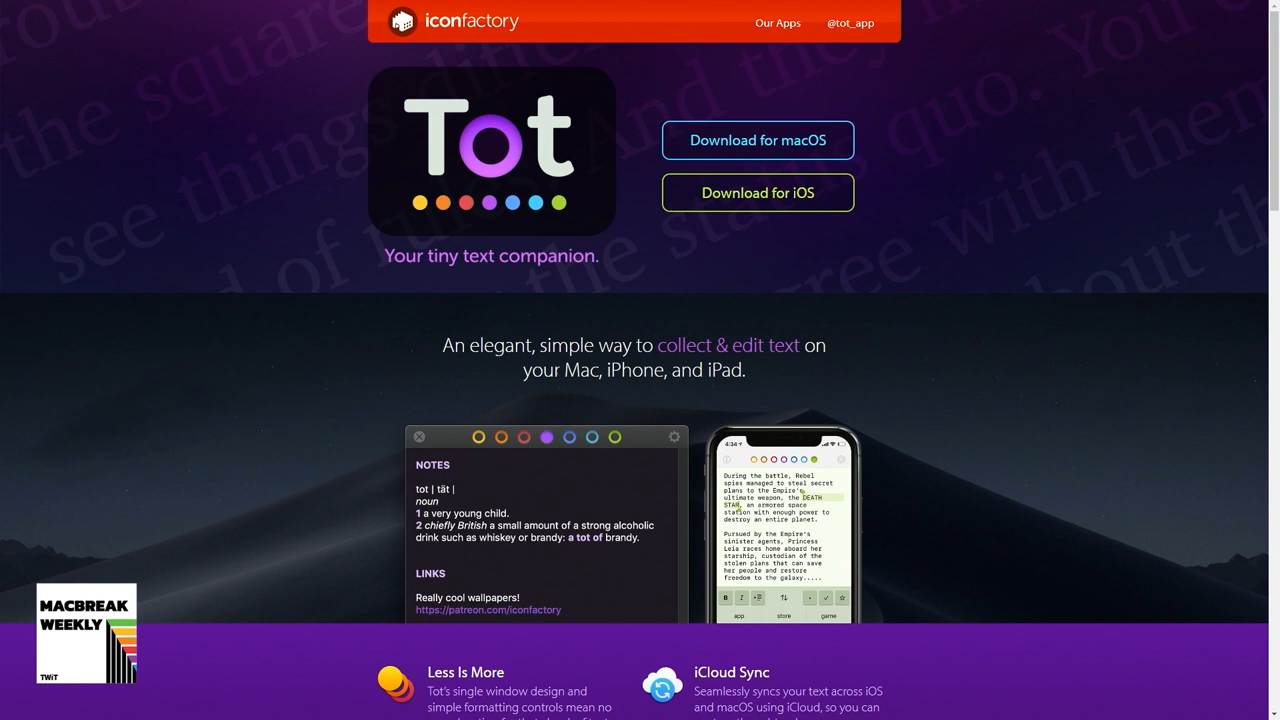 iconfactory
Our Apps
@tot_app
Tot
Download for macOS
Download for iOS
Your tiny text companion.
An elegant, simple way to collect & edit text on
your Mac, iPhone, and iPad.
NOTES
tot | tät |
noun
1 a very young child.
2 chiefly British a small amount of a strong alcoholic
drink such as whiskey or brandy: a tot of brandy.
LINKS
Really cool wallpapers!
https://patreon.com/iconfactory
4:34
During the battle, Rebel
spies managed to steal secret
plans to the Empire's
ultimate weapon, the DEATH
STAR, an armored space
station with enough power to
destroy an entire planet.
Pursued by the Empire's
sinister agents, Princess
Leia races home aboard her
starship, custodian of the
stolen plans that can save
her people and restore
freedom to the galaxy.....
B I
app store game
MACBREAK
WEEKLY
TWiT
Less Is More
Tot's single window design and
simple formatting controls mean no
iCloud Sync
Seamlessly syncs your text across iOS
and macOS using iCloud, so you can